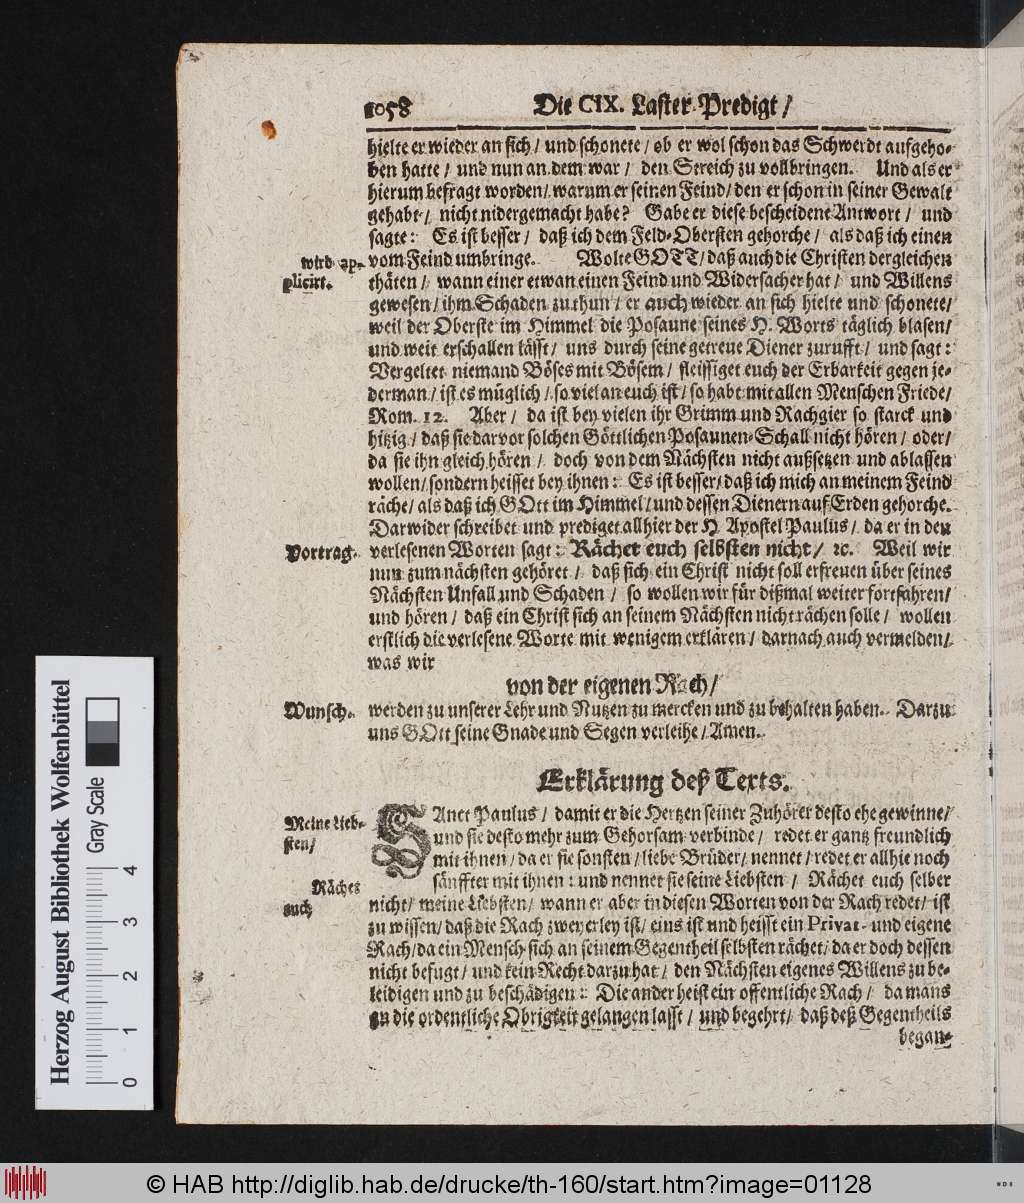 1058 Die CIX. Laster-Predigt /
hielte er wieder an sich / und schonete / ob er wol schon das Schwerdt aufgeho-
ben hatte / und nun an dem war / den Streich zu vollbringen. Und als er
hierum befragt worden / warum er seinen Feind / den er schon in seiner Gewalt
gehabt / nicht nidergemacht habe? Gabe er diese bescheidene Antwort / und
sagte: Es ist besser / daß ich dem Feld-Obersten gehorche / als daß ich einen
wird ap-
plicirt.
vom Feind umbringe. Wolte GOTT / daß auch die Christen dergleichen
thäten / wann einer etwan einen Feind und Widersacher hat / und Willens
gewesen / ihm Schaden zu thun / er auch wieder an sich hielte und schonete /
weil der Oberste im Himmel die Posaune seines H. Worts täglich blasen /
und weit erschallen lässt / uns durch seine getreue Diener zurufft / und sagt:
Vergeltet niemand Böses mit Bösem / fleissiget euch der Erbarkeit gegen je-
derman / ist es müglich / so viel an euch ist / so habt mit allen Menschen Friede /
Rom. 12. Aber / da ist bey vielen ihr Grimm und Rachgier so starck und
hitzig / daß sie darvor solchen Göttlichen Posaunen-Schall nicht hören / oder /
da sie ihn gleich hören / doch von dem Nächsten nicht außsetzen und ablassen
wollen / sondern heisset bey ihnen: Es ist besser / daß ich mich an meinem Feind
räche / als daß ich GOtt im Himmel / und dessen Dienern auf Erden gehorche.
Darwider schreibet und prediget allhier der H. Apostel Paulus / da er in den
Vortrag.
verlesenen Worten sagt: Rächet euch selbsten nicht / ꝛc. Weil wir
nun zum nächsten gehöret / daß sich ein Christ nicht soll erfreuen über seines
Nächsten Unfall und Schaden / so wollen wir für dißmal weiter fortfahren /
und hören / daß ein Christ sich an seinem Nächsten nicht rächen solle / wollen
erstlich die verlesene Worte mit wenigem erklären / darnach auch vermelden /
was wir
von der eigenen Rach /
Wunsch.
werden zu unserer Lehr und Nutzen zu mercken und zu behalten haben. Darzu
uns GOtt seine Gnade und Segen verleihe / Amen.
Erklärung deß Texts.
Meine Lieb-
sten /
SAnct Paulus / damit er die Hertzen seiner Zuhörer desto ehe gewinne /
und sie desto mehr zum Gehorsam verbinde / redet er gantz freundlich
mit ihnen / da er sie sonsten / liebe Brüder / nennet / redet er allhie noch
Rächet
euch
sänffter mit ihnen: und nennet sie seine Liebsten / Rächet euch selber
nicht / meine Liebsten / wann er aber in diesen Worten von der Rach redet / ist
zu wissen / daß die Rach zweyerley ist / eins ist und heisst ein Privat- und eigene
Rach / da ein Mensch sich an seinem Gegentheil selbsten rächet / da er doch dessen
nicht befugt / und kein Recht darzu hat / den Nächsten eigenes Willens zu be-
leidigen und zu beschädigen: Die ander heist ein offentliche Rach / da mans
an die ordentliche Obrigkeit gelangen lasst / und begehrt / daß deß Gegentheils
began-
Herzog August Bibliothek Wolfenbüttel
Gray Scale
0 1 2 3 4
© HAB http://diglib.hab.de/drucke/th-160/start.htm?image=01128